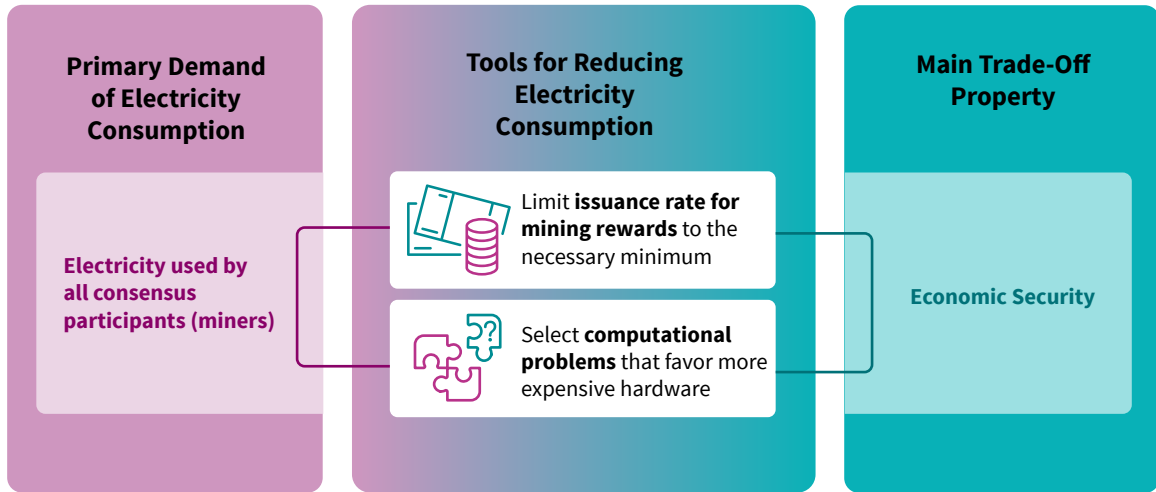 Primary Demand
of Electricity
Consumption
Electricity used by
all consensus
participants (miners)
Tools for Reducing
Electricity
Consumption
Limit issuance rate for
mining rewards to the
necessary minimum
?
Select computational
problems that favor more
expensive hardware
Main Trade-Off
Property
Economic Security